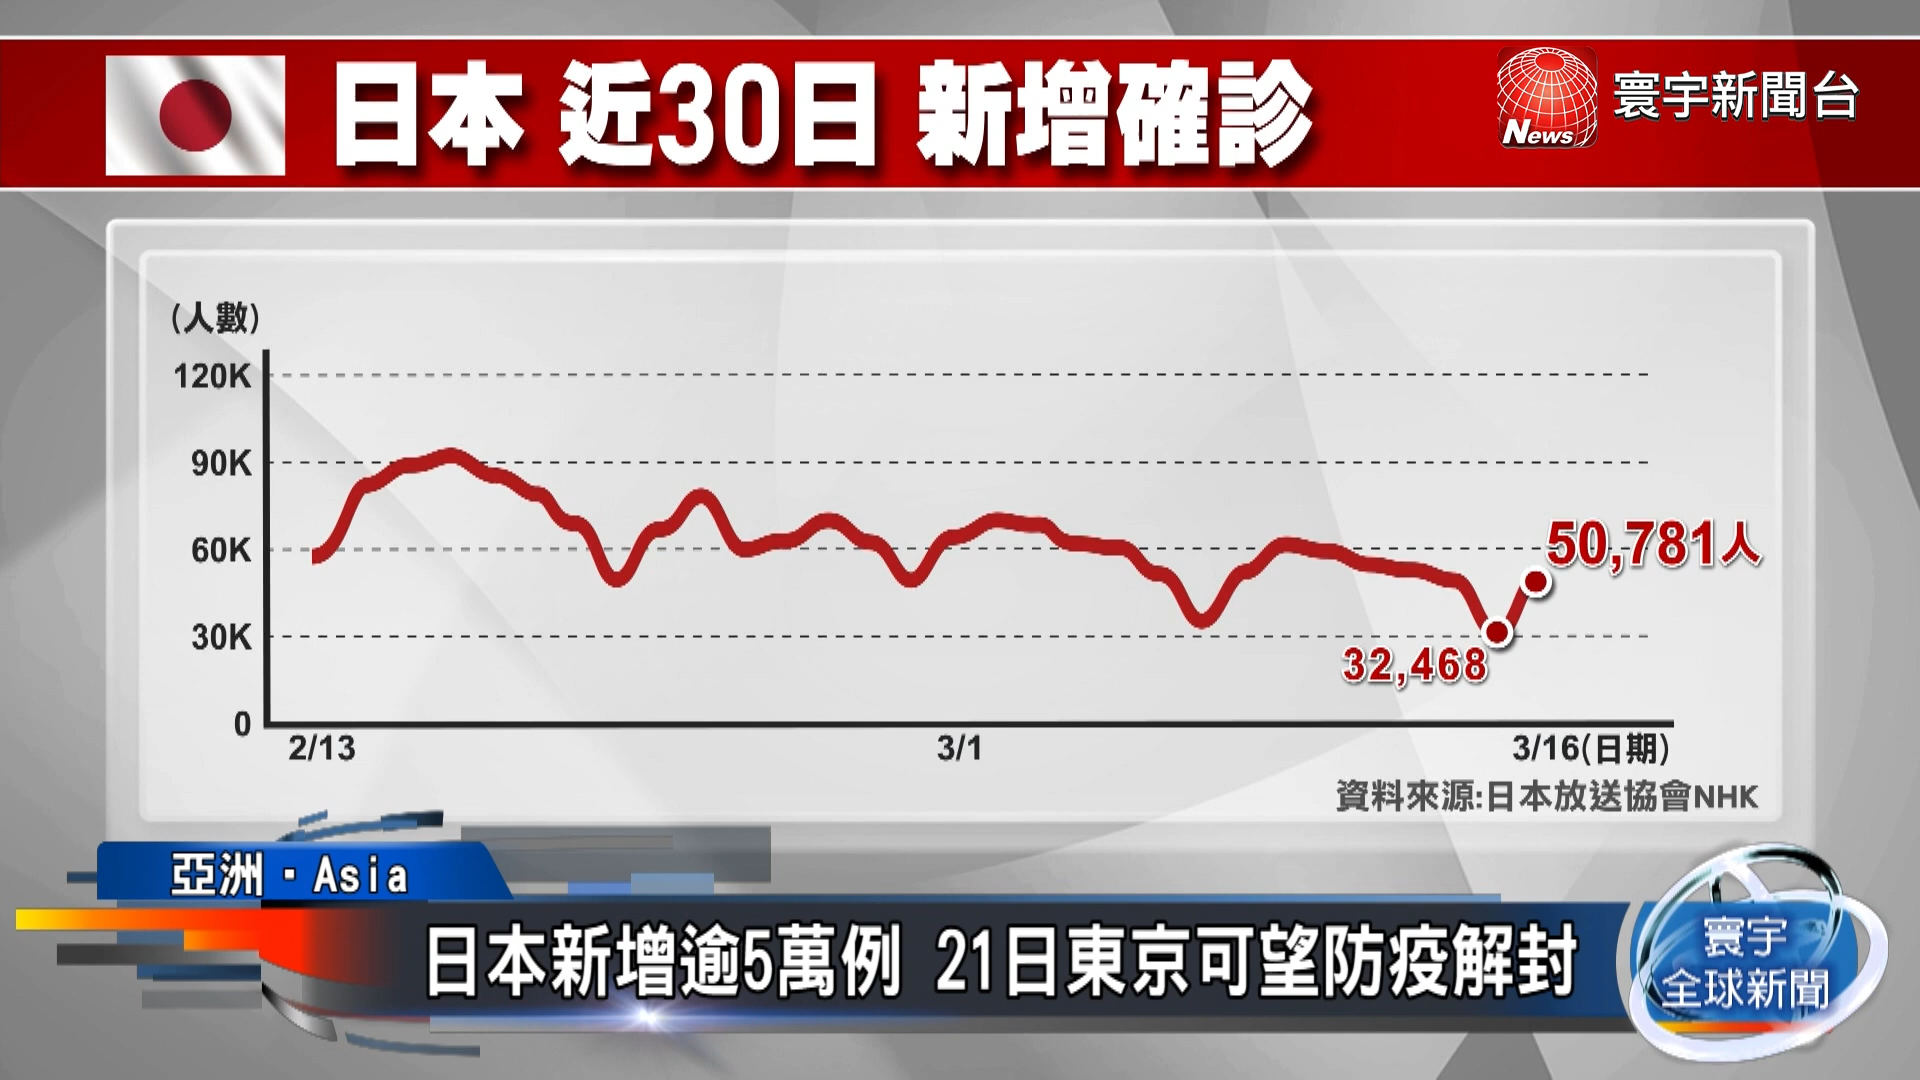 日本 近30日 新增確診
News 寰宇新聞台
(人數)
120K
90K
60K
30K
0
50,781人
32,468
2/13 3/1 3/16(日期)
資料來源:日本放送協會NHK
亞洲·Asia
日本新增逾5萬例 21日東京可望防疫解封
寰宇
全球新聞